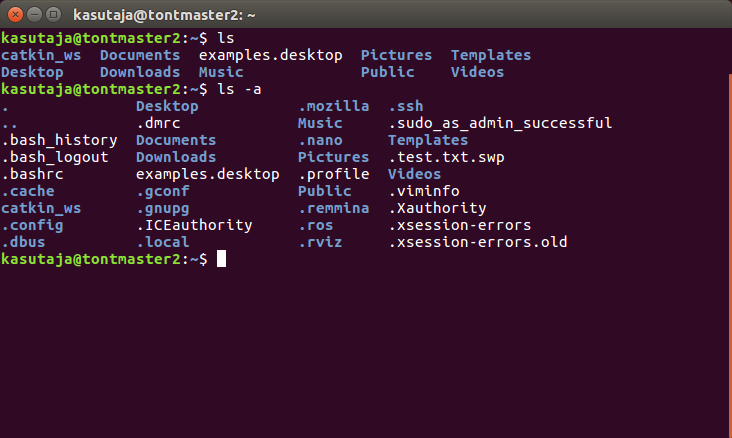 kasutaja@tontmaster2: ~
kasutaja@tontmaster2:~$ ls
catkin_ws  Documents  examples.desktop  Pictures  Templates
Desktop    Downloads  Music             Public    Videos
kasutaja@tontmaster2:~$ ls -a
.              Desktop           .mozilla  .ssh
..             .dmrc             Music     .sudo_as_admin_successful
.bash_history  Documents         .nano     Templates
.bash_logout   Downloads         Pictures  .test.txt.swp
.bashrc        examples.desktop  .profile  Videos
.cache         .gconf            Public    .viminfo
catkin_ws      .gnupg            .remmina  .Xauthority
.config        .ICEauthority     .ros      .xsession-errors
.dbus          .local            .rviz     .xsession-errors.old
kasutaja@tontmaster2:~$